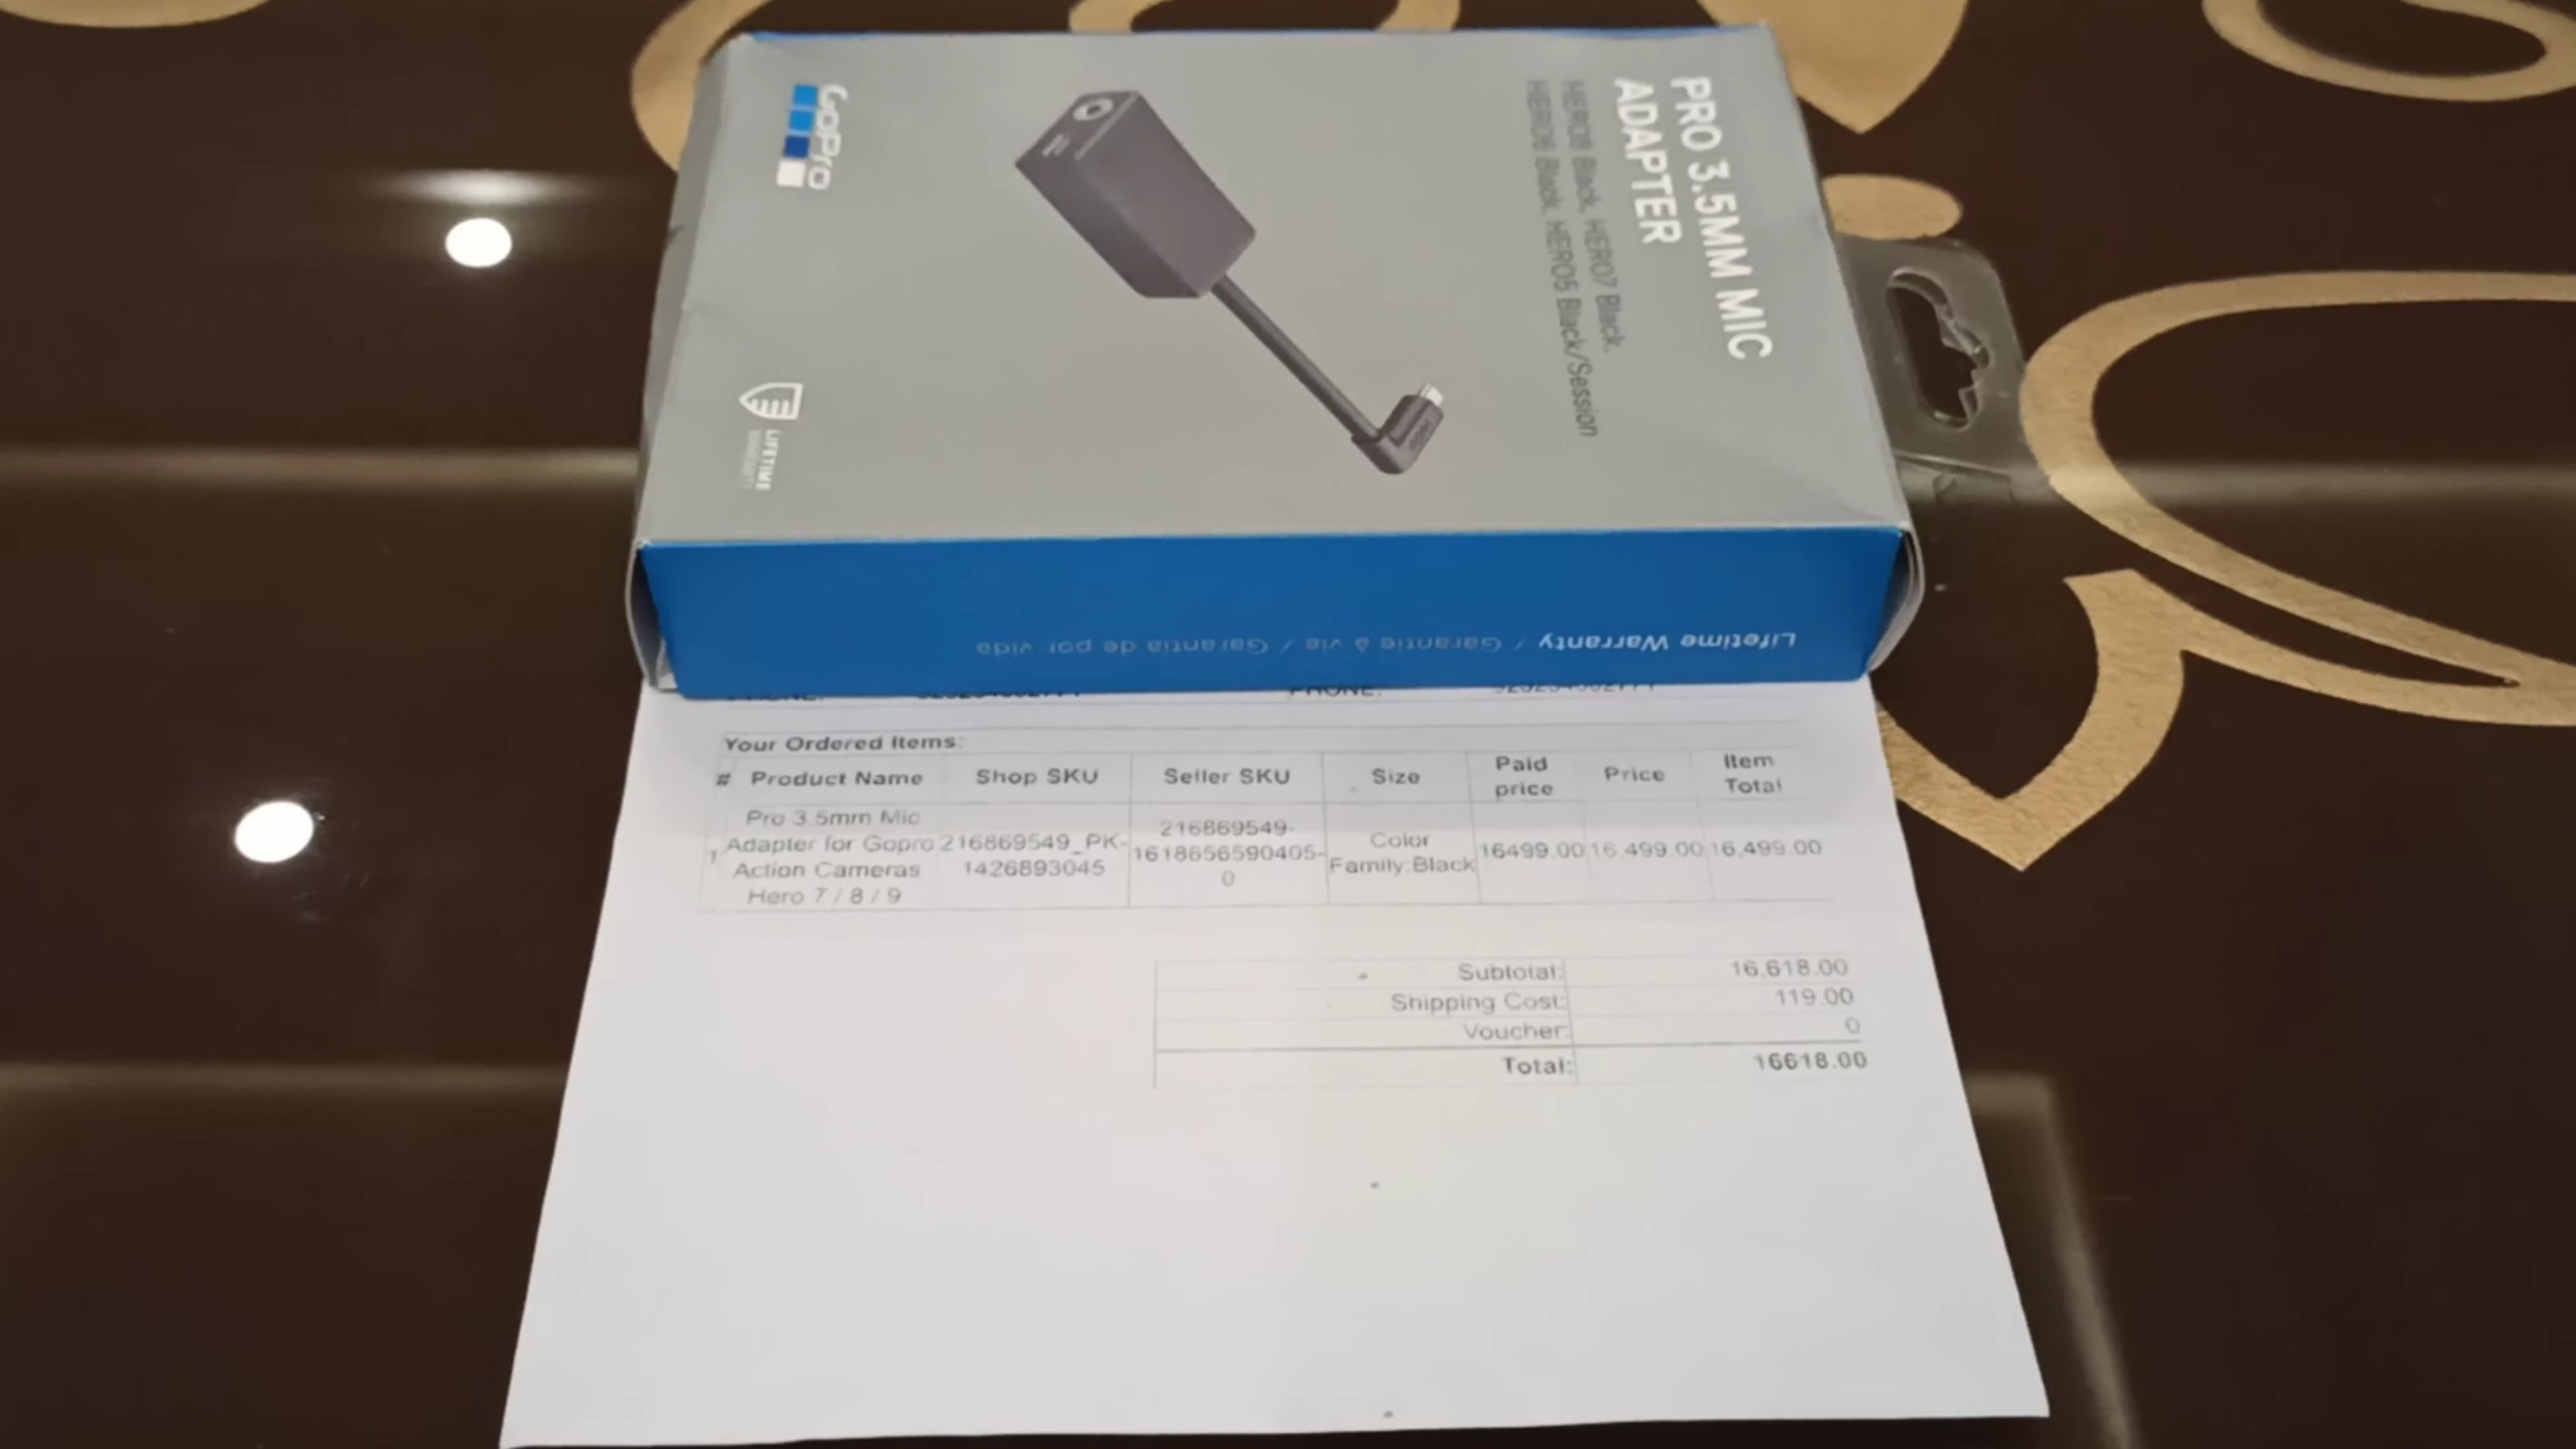 PRO 3.5MM MIC
ADAPTER
HERO8 Black, HERO7 Black,
HERO6 Black, HERO5 Black/Session
GoPro
LIFETIME
WARRANTY
Lifetime Warranty / Garantie à vie / Garantía de por vida
PHONE:
PHONE:
Your Ordered Items:
# Product Name Shop SKU Seller SKU Size Paid price Price Item Total
1 Pro 3.5mm Mic Adapter for Gopro Action Cameras Hero 7 / 8 / 9 216869549_PK-1426893045 216869549-1618656590405-0 Color Family:Black 16499.00 16,499.00 16,499.00
Subtotal: 16,618.00
Shipping Cost: 119.00
Voucher: 0
Total: 16618.00